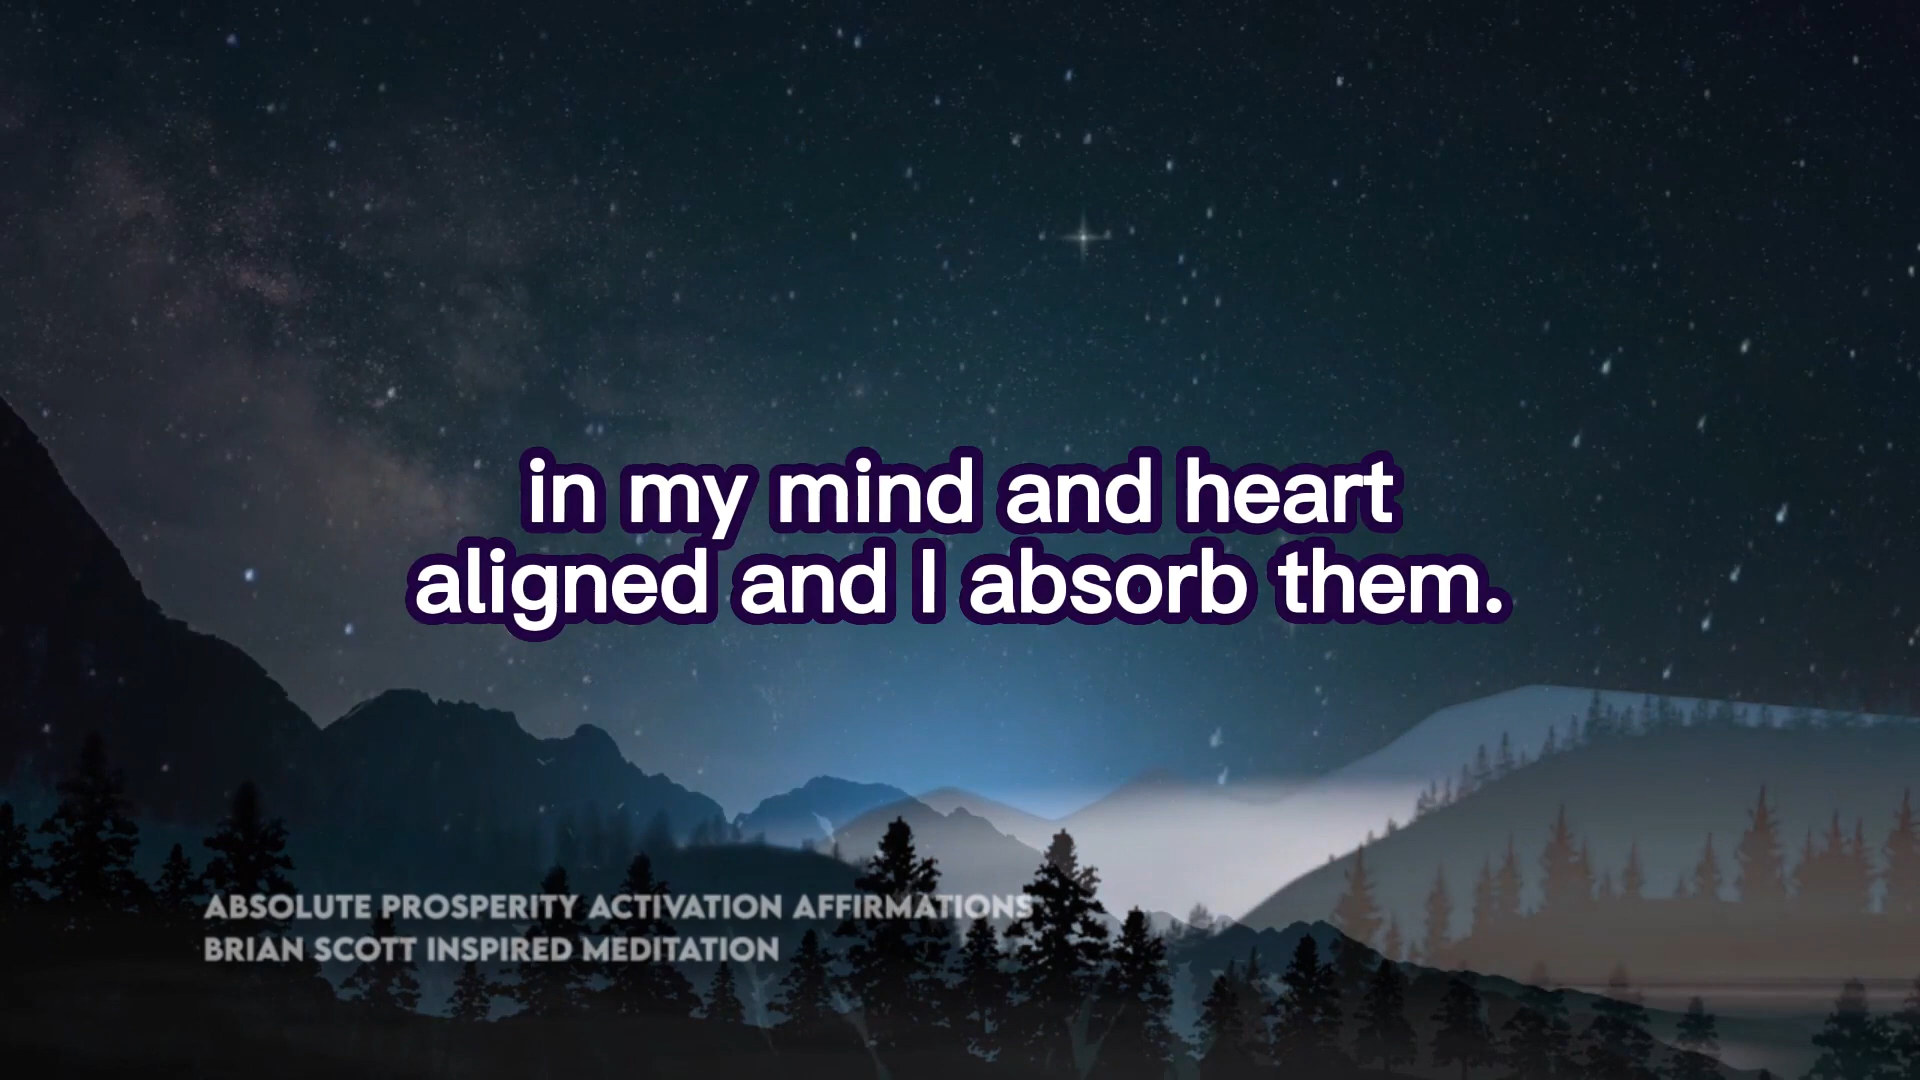 in my mind and heart
aligned and I absorb them.
ABSOLUTE PROSPERITY ACTIVATION AFFIRMATIONS
BRIAN SCOTT INSPIRED MEDITATION